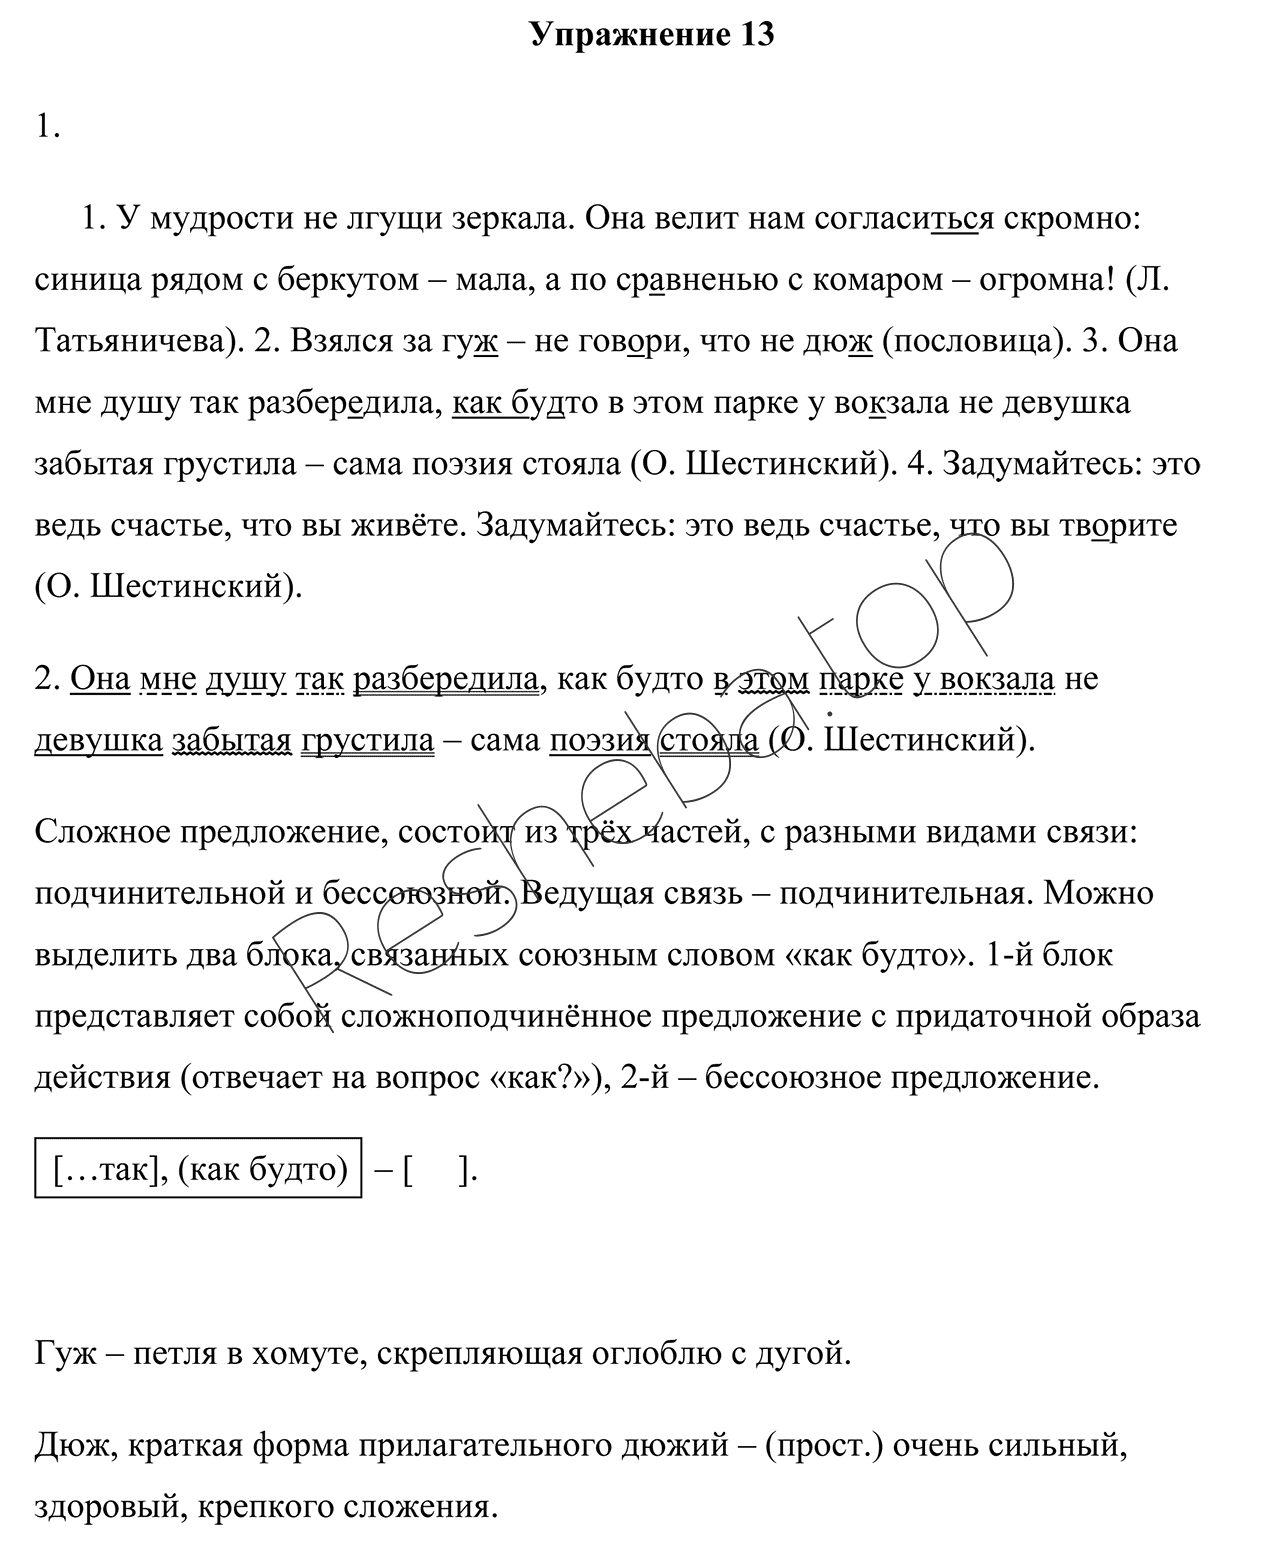 Упражнение 13
1.
1. У мудрости не лгущи зеркала. Она велит нам согласиться скромно:
синица рядом с беркутом – мала, а по сравненью с комаром – огромна! (Л.
Татьяничева). 2. Взялся за гуж – не говори, что не дюж (пословица). 3. Она
мне душу так разбередила, как будто в этом парке у вокзала не девушка
забытая грустила – сама поэзия стояла (О. Шестинский). 4. Задумайтесь: это
ведь счастье, что вы живёте. Задумайтесь: это ведь счастье, что вы творите
(О. Шестинский).
2. Она мне душу так разбередила, как будто в этом парке у вокзала не
девушка забытая грустила – сама поэзия стояла (О. Шестинский).
Сложное предложение, состоит из трёх частей, с разными видами связи:
подчинительной и бессоюзной. Ведущая связь – подчинительная. Можно
выделить два блока, связанных союзным словом «как будто». 1-й блок
представляет собой сложноподчинённое предложение с придаточной образа
действия (отвечает на вопрос «как?»), 2-й – бессоюзное предложение.
[…так], (как будто) – [ ].
Гуж – петля в хомуте, скрепляющая оглоблю с дугой.
Дюж, краткая форма прилагательного дюжий – (прост.) очень сильный,
здоровый, крепкого сложения.
Resheba.top